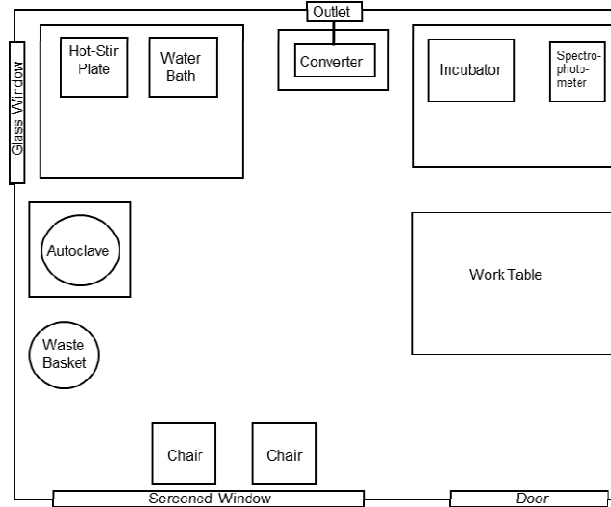 Outlet
Hot-Stir
Plate
Water
Bath
Converter
Incubator
Spectro-
photo-
meter
Glass Window
Autoclave
Work Table
Waste
Basket
Chair
Chair
Screened Window
Door